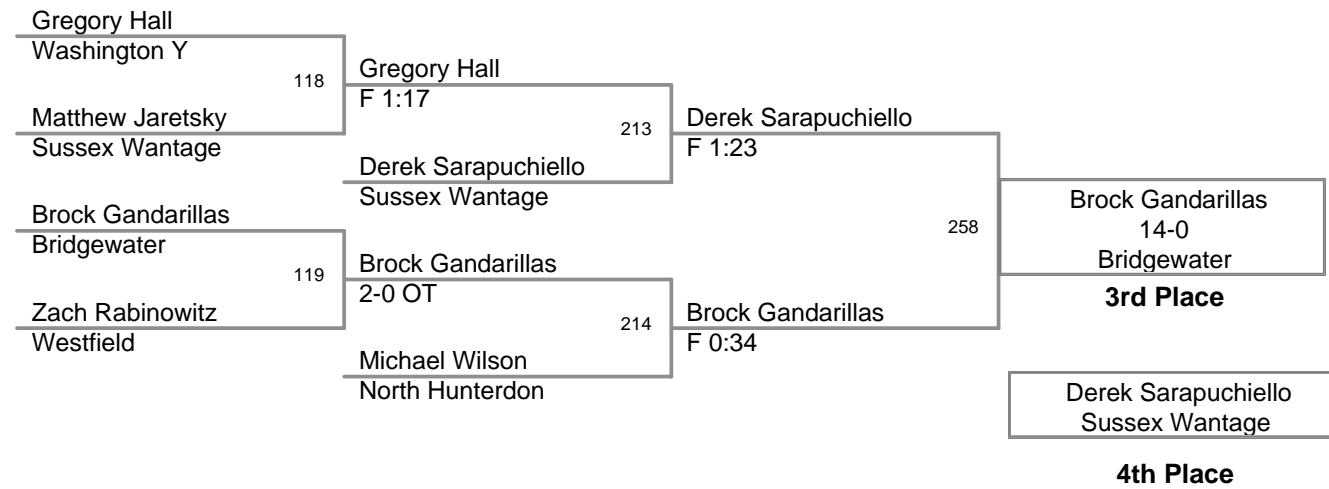 Gregory Hall
Washington Y
118
Matthew Jaretsky
Sussex Wantage
Brock Gandarillas
Bridgewater
119
Zach Rabinowitz
Westfield
Gregory Hall
F 1:17
213
Derek Sarapuchiello
Sussex Wantage
Brock Gandarillas
2-0 OT
214
Michael Wilson
North Hunterdon
Derek Sarapuchiello
F 1:23
258
Brock Gandarillas
F 0:34
Brock Gandarillas
14-0
Bridgewater
3rd Place
Derek Sarapuchiello
Sussex Wantage
4th Place